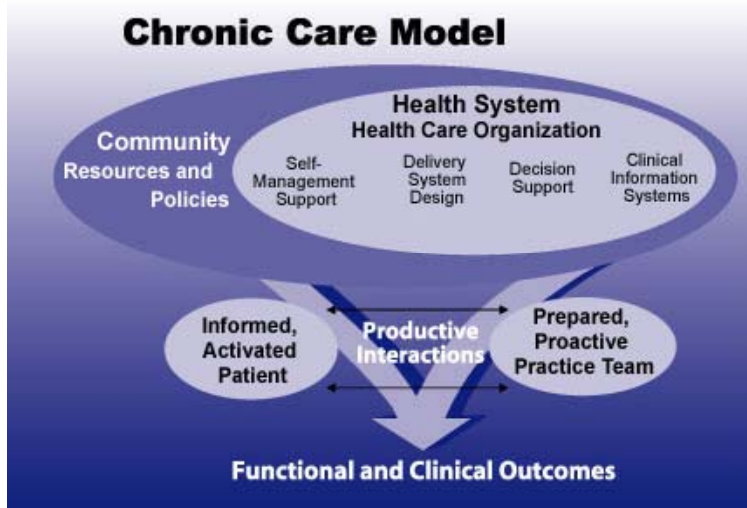 Chronic Care Model
Health System
Health Care Organization
Community
Resources and
Policies
Self-
Management
Support
Delivery
System
Design
Decision
Support
Clinical
Information
Systems
Informed,
Activated
Patient
Productive
Interactions
Prepared,
Proactive
Practice Team
Functional and Clinical Outcomes